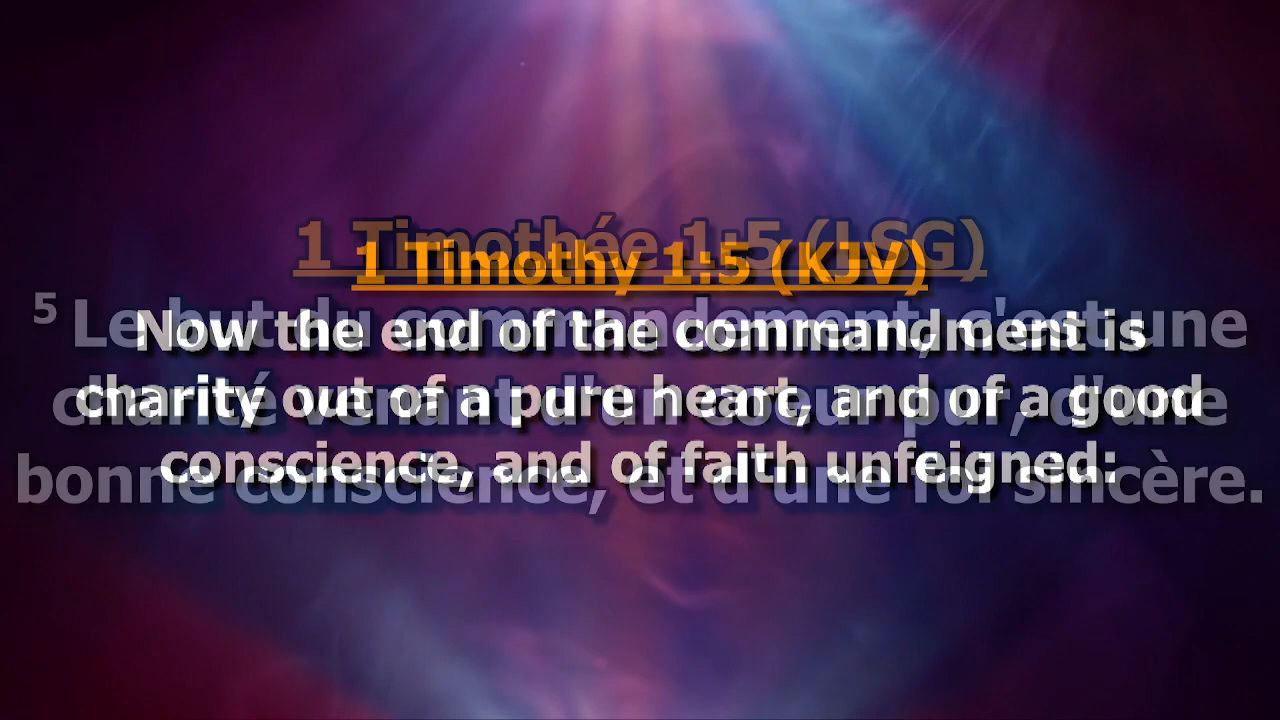 1 Timothée 1:5 (LSG)
5 Le but du commandement, c'est une
charité venant d'un cœur pur, d'une
bonne conscience, et d'une foi sincère.
1 Timothy 1:5 (KJV)
Now the end of the commandment is
charity out of a pure heart, and of a good
conscience, and of faith unfeigned: